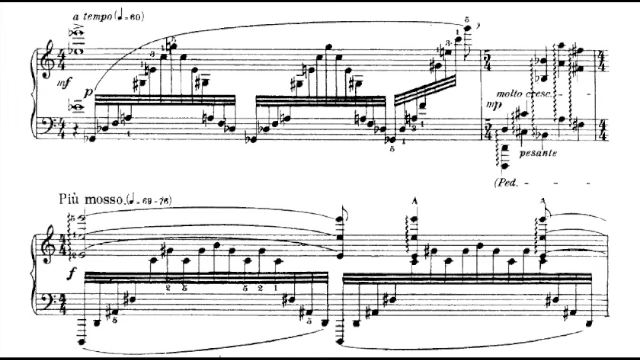 a tempo (♩=60)
mf
p
molto cresc.
mp
pesante
(Ped.
Più mosso. (♩=69-76)
f